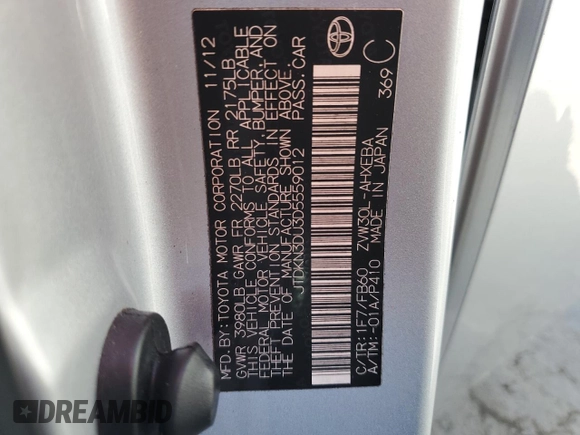 MFD. BY: TOYOTA MOTOR CORPORATION 11/12
GVWR 3980LB GAWR FR 2270LB RR 2175LB
THIS VEHICLE CONFORMS TO ALL APPLICABLE
FEDERAL MOTOR VEHICLE SAFETY, BUMPER, AND
THEFT PREVENTION STANDARDS IN EFFECT ON
THE DATE OF MANUFACTURE SHOWN ABOVE.
JTDKN3DU3D5559012 PASS. CAR
C/TR: 1F7/FB60 ZVW30L-AHXEBA
A/TM: -01A/P410 MADE IN JAPAN 369 C
DREAMBID